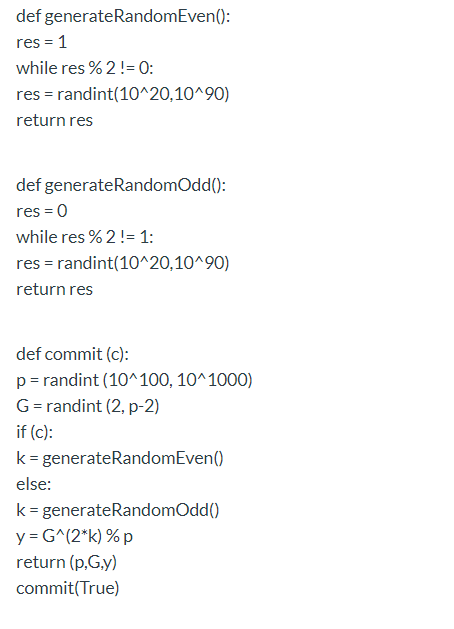 def generateRandomEven():
res = 1
while res % 2 != 0:
res = randint(10^20,10^90)
return res
def generateRandomOdd():
res = 0
while res % 2 != 1:
res = randint(10^20,10^90)
return res
def commit (c):
p = randint (10^100, 10^1000)
G = randint (2, p-2)
if (c):
k = generateRandomEven()
else:
k = generateRandomOdd()
y = G^(2*k) % p
return (p,G,y)
commit(True)